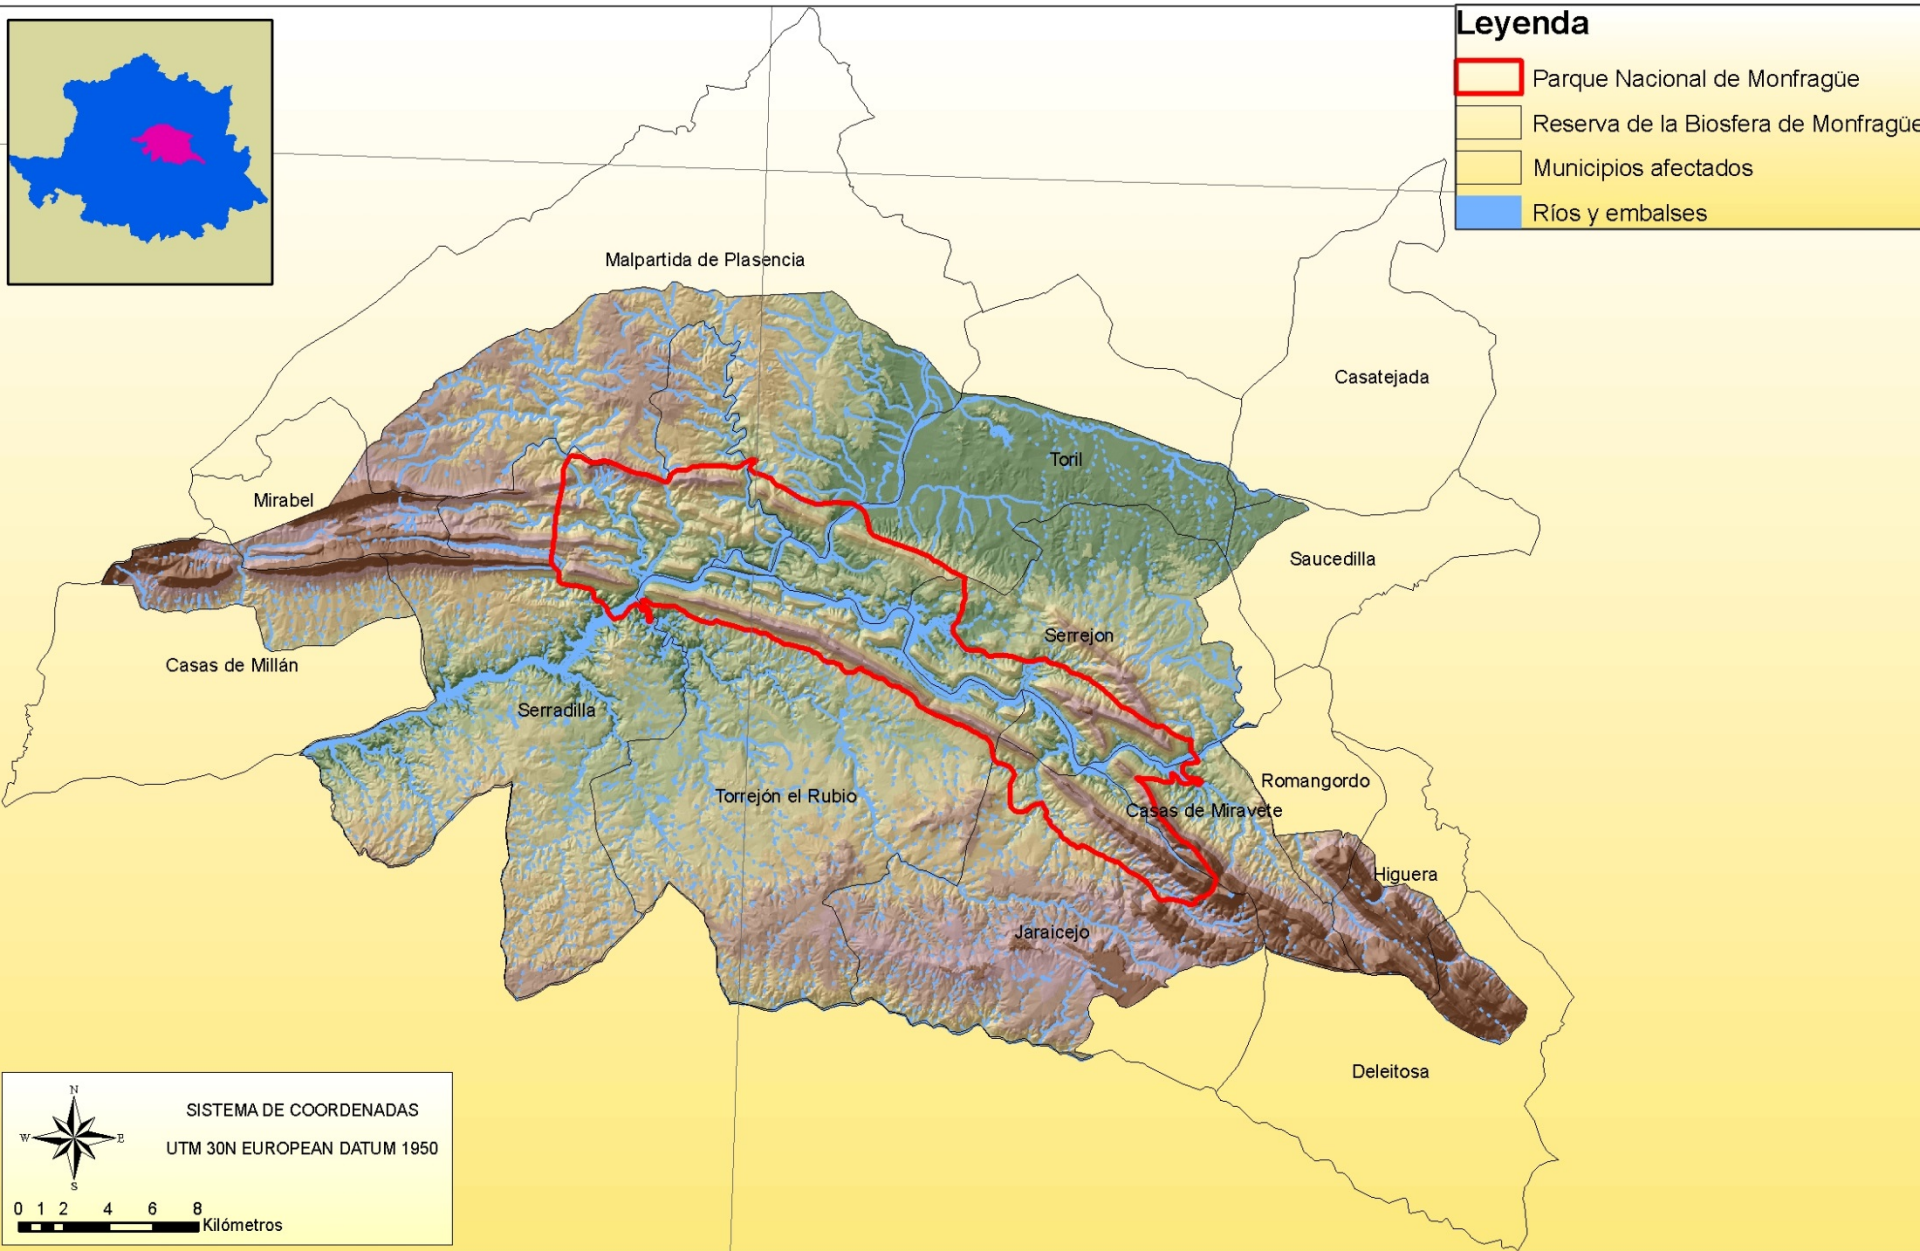 Leyenda
Parque Nacional de Monfragüe
Reserva de la Biosfera de Monfragüe
Municipios afectados
Ríos y embalses
Malpartida de Plasencia
Casatejada
Toril
Mirabel
Saucedilla
Serrejon
Casas de Millán
Serradilla
Romangordo
Torrejón el Rubio
Casas de Miravete
Higuera
Jaraicejo
Deleitosa
N
W E
S
SISTEMA DE COORDENADAS
UTM 30N EUROPEAN DATUM 1950
0 1 2 4 6 8
Kilómetros